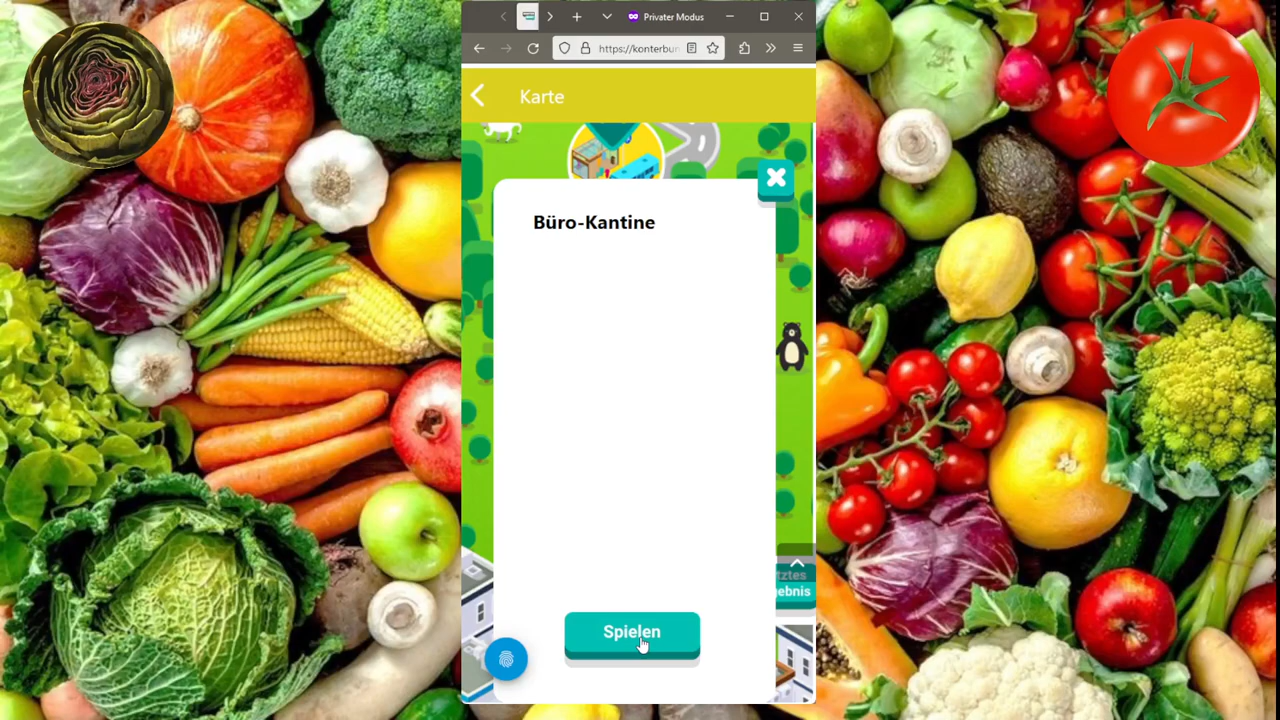 Privater Modus
https://konterbun
Karte
Büro-Kantine
tztes
ebnis
Spielen